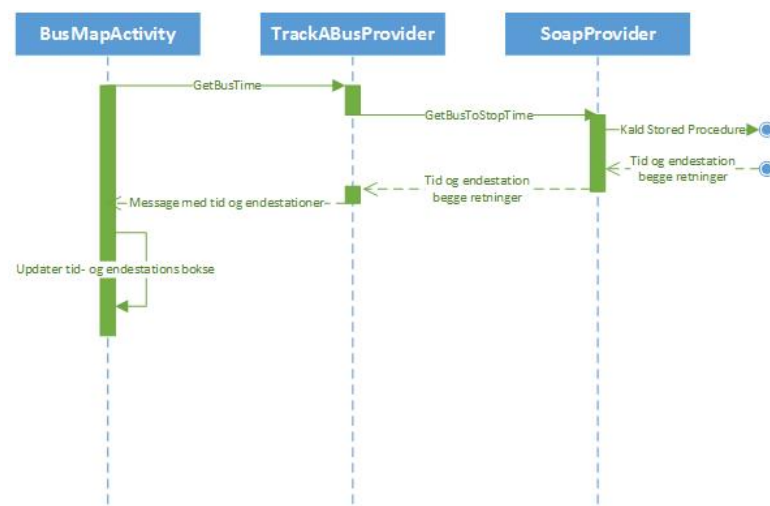 BusMapActivity
TrackABusProvider
SoapProvider
GetBusTime
GetBusToStopTime
Kald Stored Procedure
Tid og endestation
begge retninger
Tid og endestation
begge retninger
Message med tid og endestationer
Updater tid- og endestations bokse